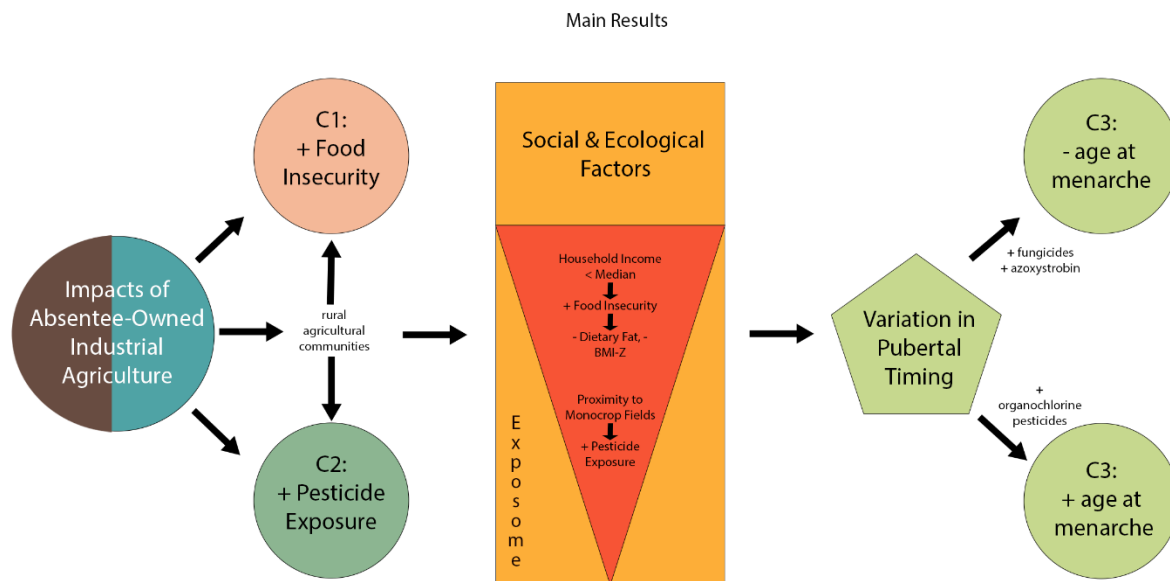 Main Results
Impacts of
Absentee-Owned
Industrial
Agriculture
C1:
+ Food
Insecurity
rural
agricultural
communities
C2:
+ Pesticide
Exposure
Social & Ecological
Factors
Household Income
< Median
+ Food Insecurity
- Dietary Fat, -
BMI-Z
Proximity to
Monocrop Fields
+ Pesticide
Exposure
Exposome
Variation in
Pubertal
Timing
+ fungicides
+ azoxystrobin
C3:
- age at
menarche
+
organochlorine
pesticides
C3:
+ age at
menarche